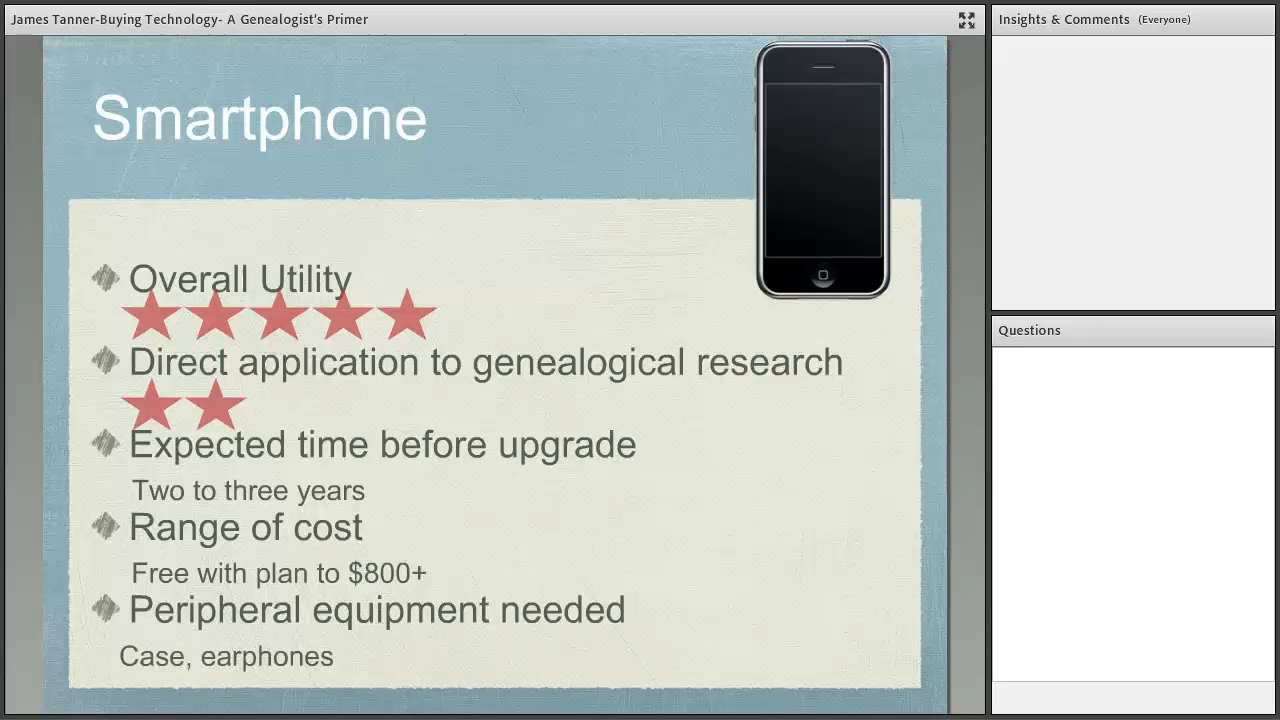 James Tanner-Buying Technology- A Genealogist's Primer
Smartphone
Overall Utility
Direct application to genealogical research
Expected time before upgrade
Two to three years
Range of cost
Free with plan to $800+
Peripheral equipment needed
Case, earphones
Insights & Comments (Everyone)
Questions